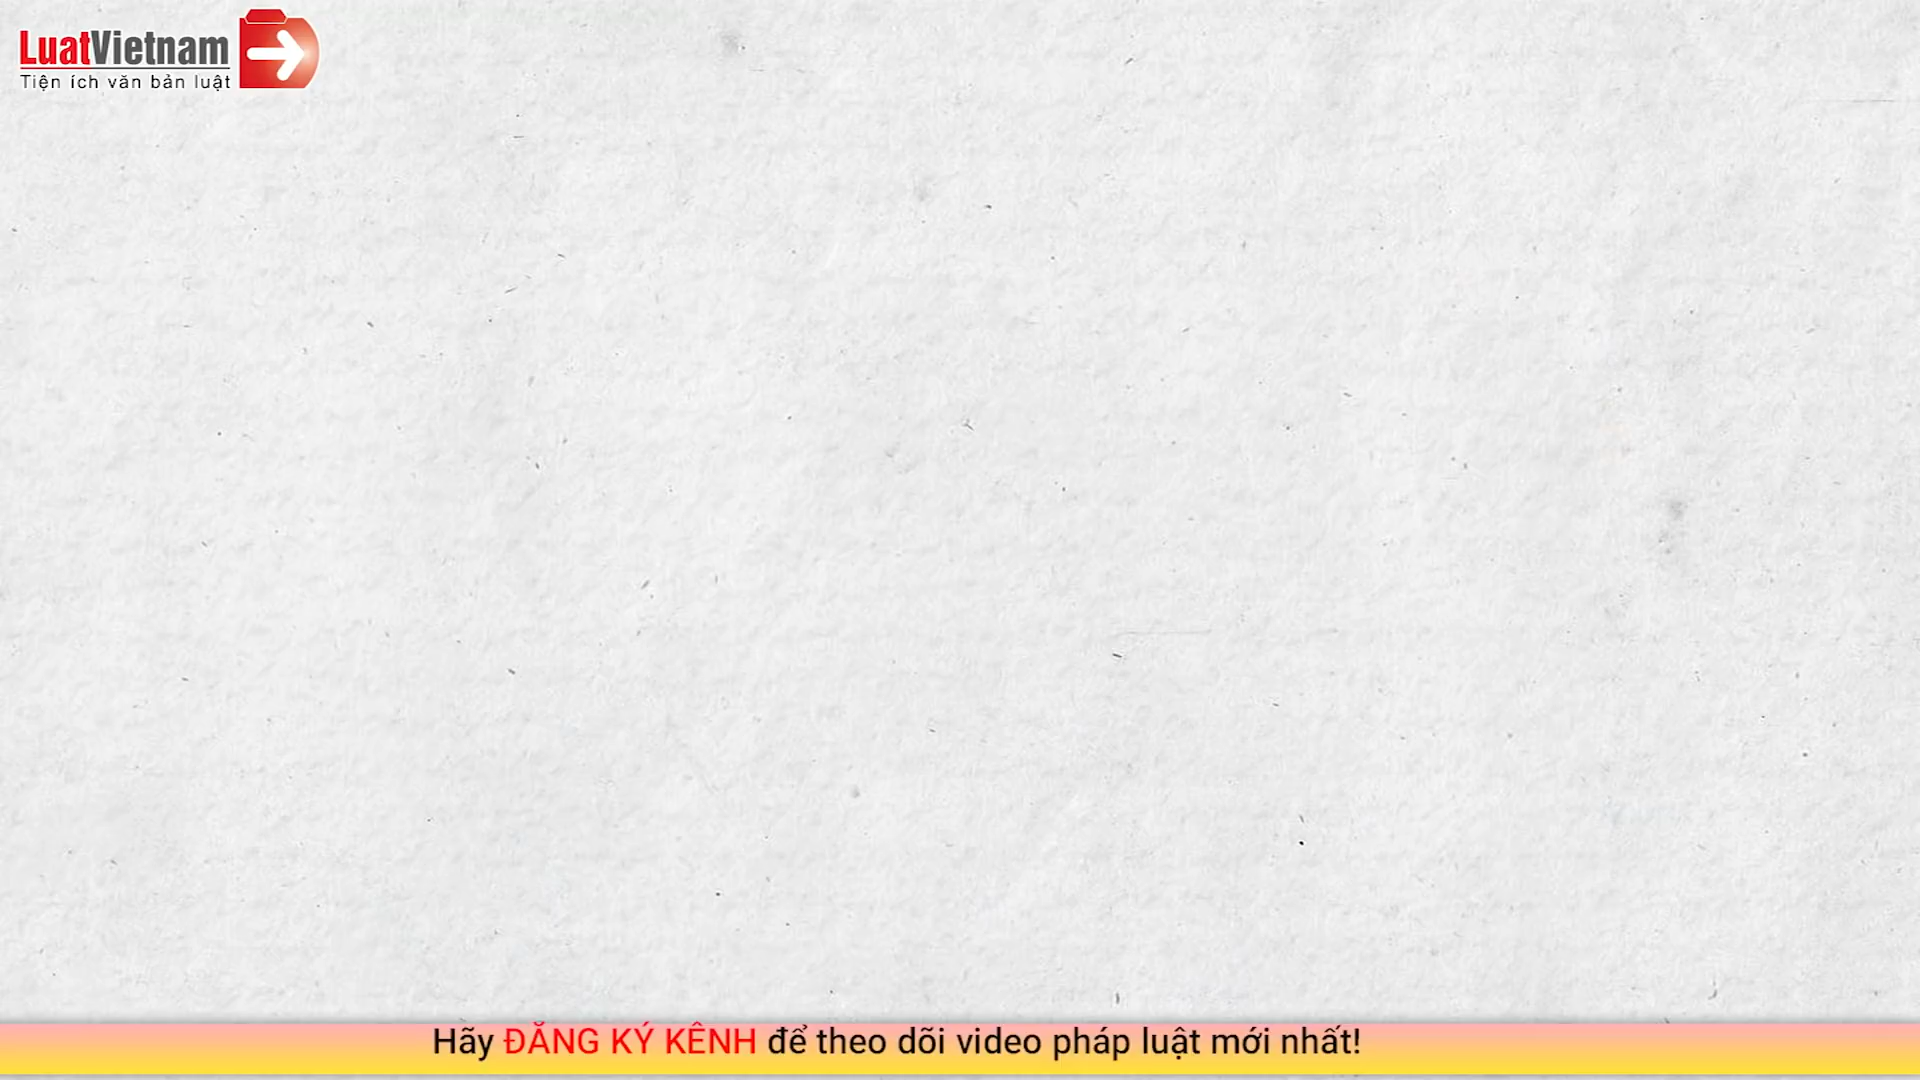 LuatVietnam
Tiện ích văn bản luật
Hãy ĐĂNG KÝ KÊNH để theo dõi video pháp luật mới nhất!